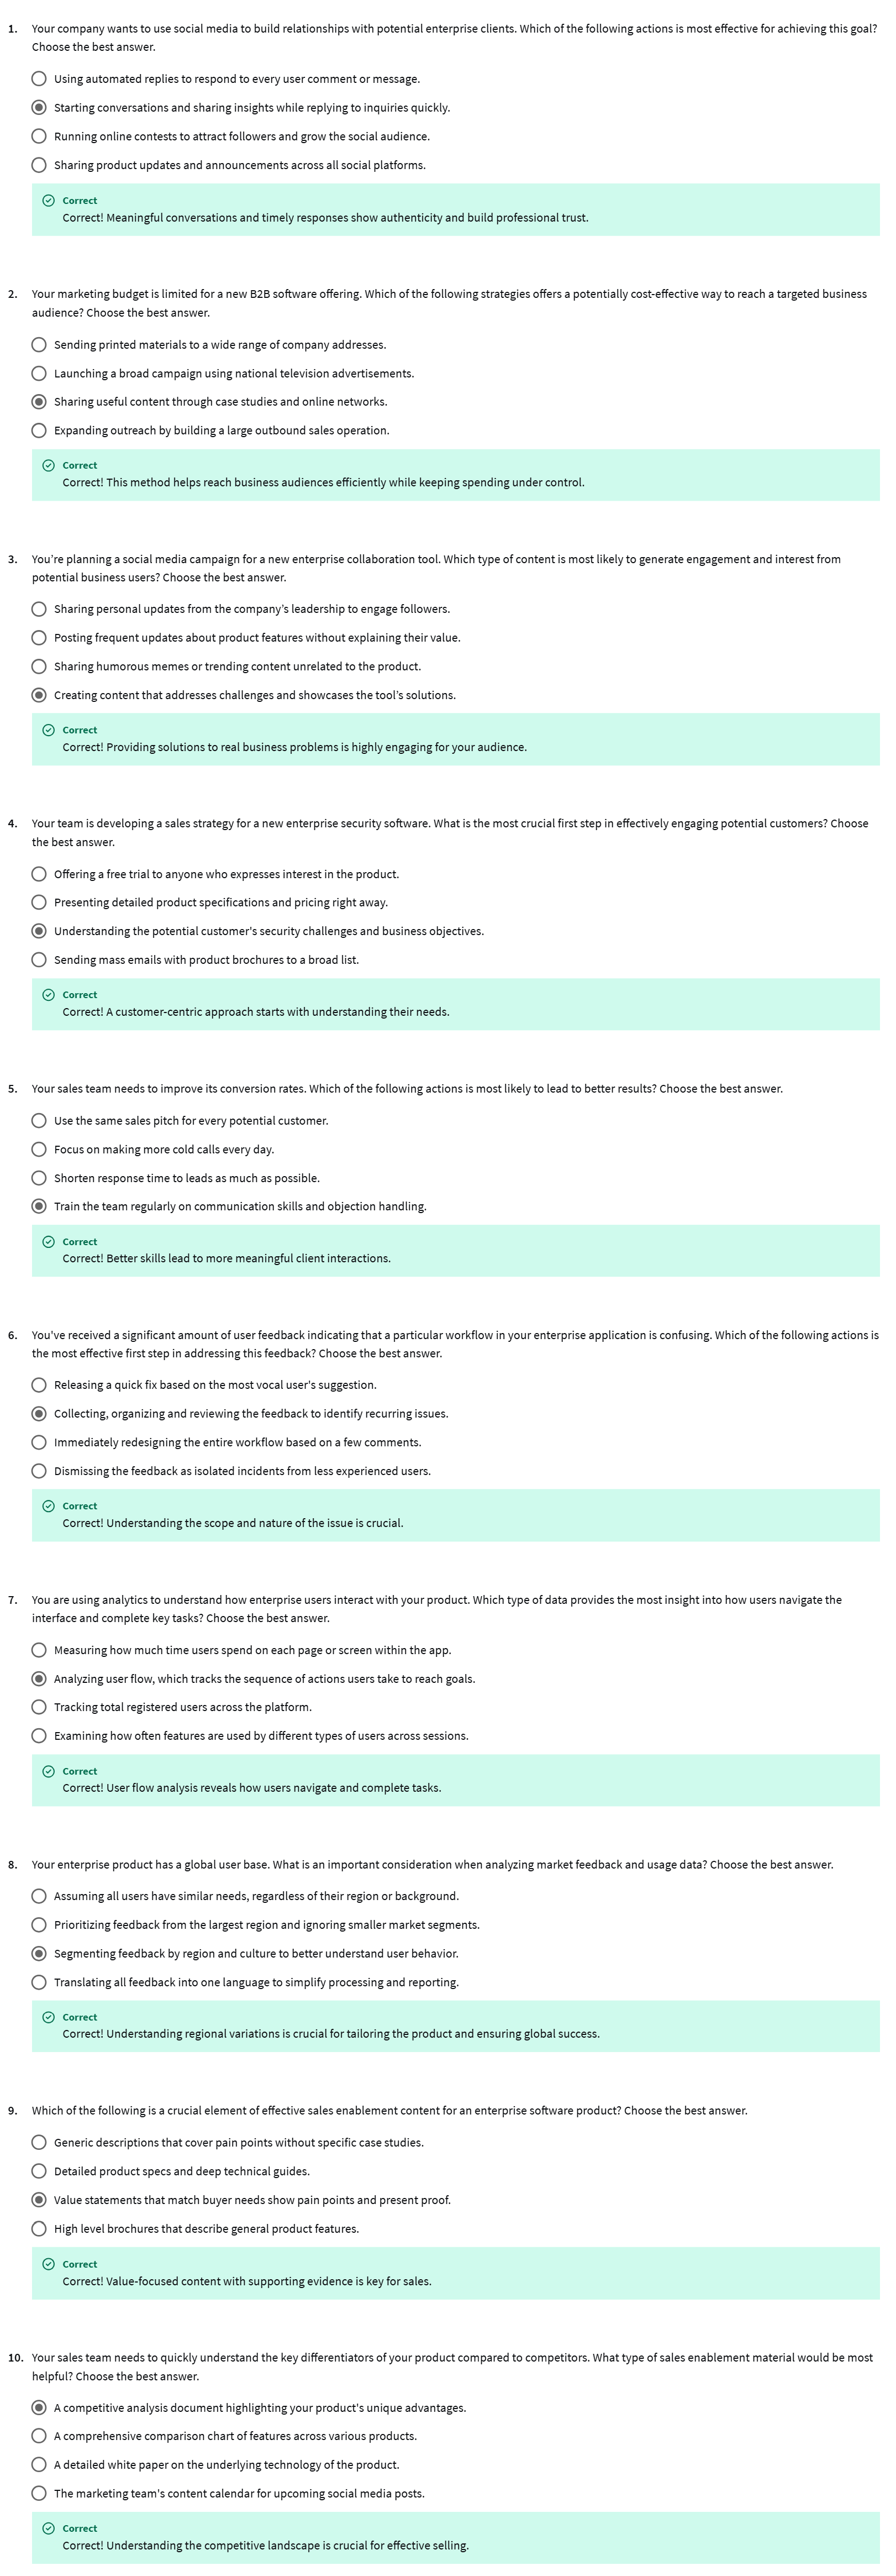 1. Your company wants to use social media to build relationships with potential enterprise clients. Which of the following actions is most effective for achieving this goal?
Choose the best answer.
Using automated replies to respond to every user comment or message.
Starting conversations and sharing insights while replying to inquiries quickly.
Running online contests to attract followers and grow the social audience.
Sharing product updates and announcements across all social platforms.
Correct
Correct! Meaningful conversations and timely responses show authenticity and build professional trust.
2. Your marketing budget is limited for a new B2B software offering. Which of the following strategies offers a potentially cost-effective way to reach a targeted business
audience? Choose the best answer.
Sending printed materials to a wide range of company addresses.
Launching a broad campaign using national television advertisements.
Sharing useful content through case studies and online networks.
Expanding outreach by building a large outbound sales operation.
Correct
Correct! This method helps reach business audiences efficiently while keeping spending under control.
3. You're planning a social media campaign for a new enterprise collaboration tool. Which type of content is most likely to generate engagement and interest from
potential business users? Choose the best answer.
Sharing personal updates from the company's leadership to engage followers.
Posting frequent updates about product features without explaining their value.
Sharing humorous memes or trending content unrelated to the product.
Creating content that addresses challenges and showcases the tool's solutions.
Correct
Correct! Providing solutions to real business problems is highly engaging for your audience.
4. Your team is developing a sales strategy for a new enterprise security software. What is the most crucial first step in effectively engaging potential customers? Choose
the best answer.
Offering a free trial to anyone who expresses interest in the product.
Presenting detailed product specifications and pricing right away.
Understanding the potential customer's security challenges and business objectives.
Sending mass emails with product brochures to a broad list.
Correct
Correct! A customer-centric approach starts with understanding their needs.
5. Your sales team needs to improve its conversion rates. Which of the following actions is most likely to lead to better results? Choose the best answer.
Use the same sales pitch for every potential customer.
Focus on making more cold calls every day.
Shorten response time to leads as much as possible.
Train the team regularly on communication skills and objection handling.
Correct
Correct! Better skills lead to more meaningful client interactions.
6. You've received a significant amount of user feedback indicating that a particular workflow in your enterprise application is confusing. Which of the following actions is
the most effective first step in addressing this feedback? Choose the best answer.
Releasing a quick fix based on the most vocal user's suggestion.
Collecting, organizing and reviewing the feedback to identify recurring issues.
Immediately redesigning the entire workflow based on a few comments.
Dismissing the feedback as isolated incidents from less experienced users.
Correct
Correct! Understanding the scope and nature of the issue is crucial.
7. You are using analytics to understand how enterprise users interact with your product. Which type of data provides the most insight into how users navigate the
interface and complete key tasks? Choose the best answer.
Measuring how much time users spend on each page or screen within the app.
Analyzing user flow, which tracks the sequence of actions users take to reach goals.
Tracking total registered users across the platform.
Examining how often features are used by different types of users across sessions.
Correct
Correct! User flow analysis reveals how users navigate and complete tasks.
8. Your enterprise product has a global user base. What is an important consideration when analyzing market feedback and usage data? Choose the best answer.
Assuming all users have similar needs, regardless of their region or background.
Prioritizing feedback from the largest region and ignoring smaller market segments.
Segmenting feedback by region and culture to better understand user behavior.
Translating all feedback into one language to simplify processing and reporting.
Correct
Correct! Understanding regional variations is crucial for tailoring the product and ensuring global success.
9. Which of the following is a crucial element of effective sales enablement content for an enterprise software product? Choose the best answer.
Generic descriptions that cover pain points without specific case studies.
Detailed product specs and deep technical guides.
Value statements that match buyer needs show pain points and present proof.
High level brochures that describe general product features.
Correct
Correct! Value-focused content with supporting evidence is key for sales.
10. Your sales team needs to quickly understand the key differentiators of your product compared to competitors. What type of sales enablement material would be most
helpful? Choose the best answer.
A competitive analysis document highlighting your product's unique advantages.
A comprehensive comparison chart of features across various products.
A detailed white paper on the underlying technology of the product.
The marketing team's content calendar for upcoming social media posts.
Correct
Correct! Understanding the competitive landscape is crucial for effective selling.